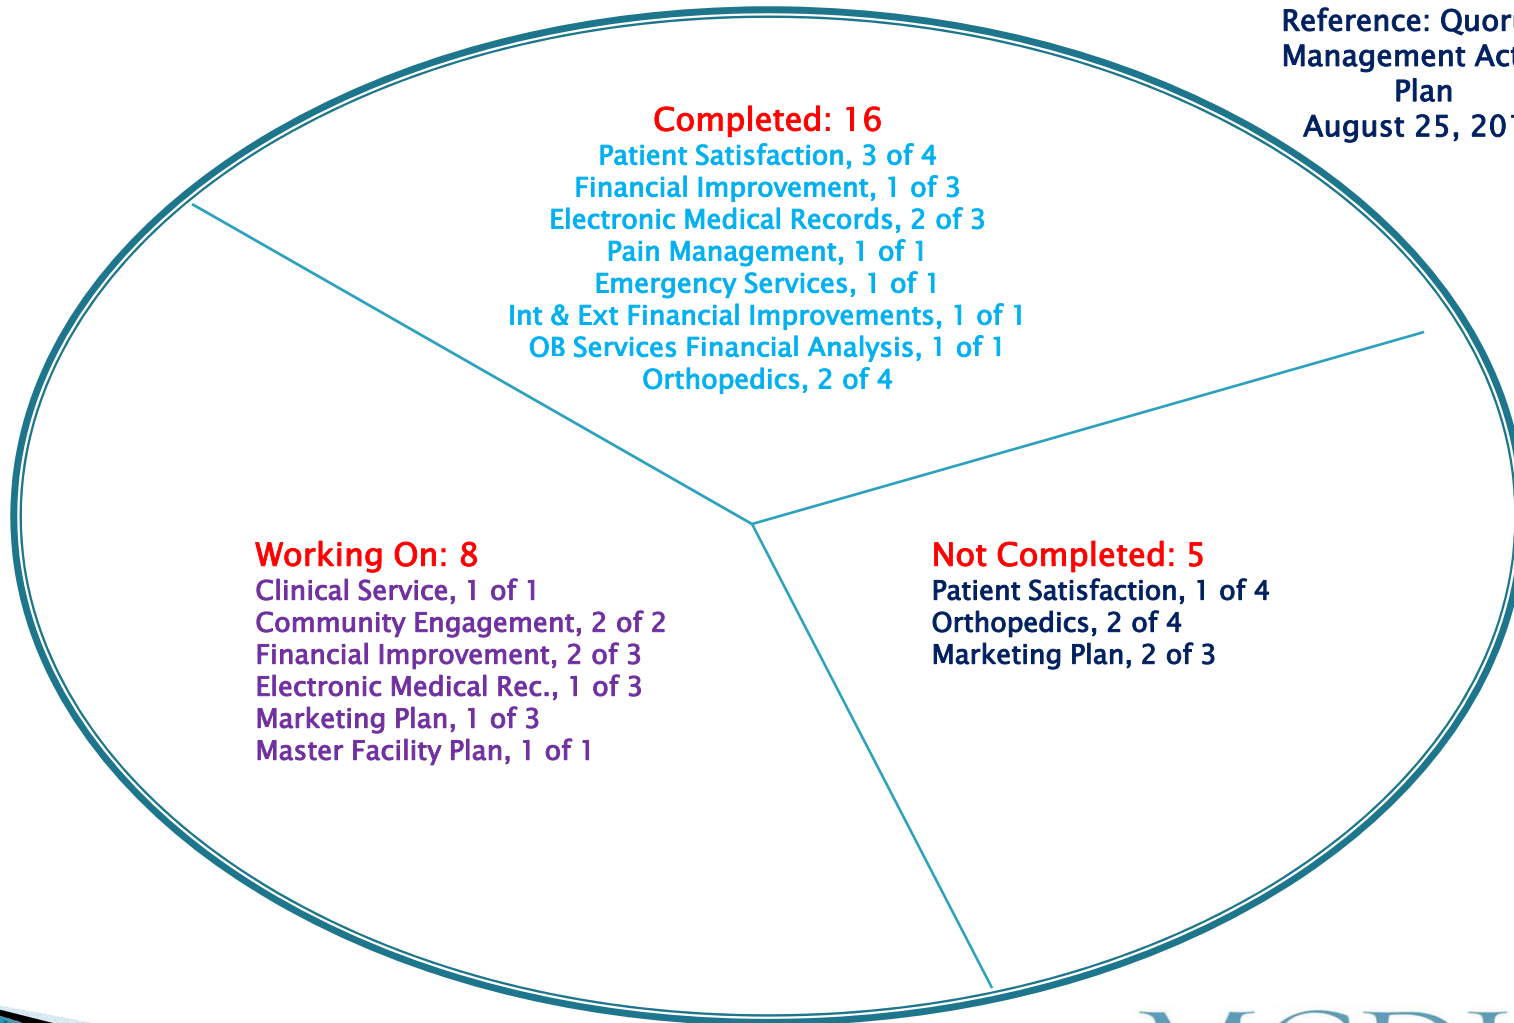 Reference:
Management
Plan
August 25,
Completed: 16
Patient Satisfaction, 3 of 4
Financial Improvement, 1 of 3
Electronic Medical Records, 2 of 3
Pain Management, 1 of 1
Emergency Services, 1 of 1
Int & Ext Financial Improvements, 1 of 1
OB Services Financial Analysis, 1 of 1
Orthopedics, 2 of 4
Working On: 8
Clinical Service, 1 of 1
Community Engagement, 2 of 2
Financial Improvement, 2 of 3
Electronic Medical Rec., 1 of 3
Marketing Plan, 1 of 3
Master Facility Plan, 1 of 1
Not Completed: 5
Patient Satisfaction, 1 of 4
Orthopedics, 2 of 4
Marketing Plan, 2 of 3